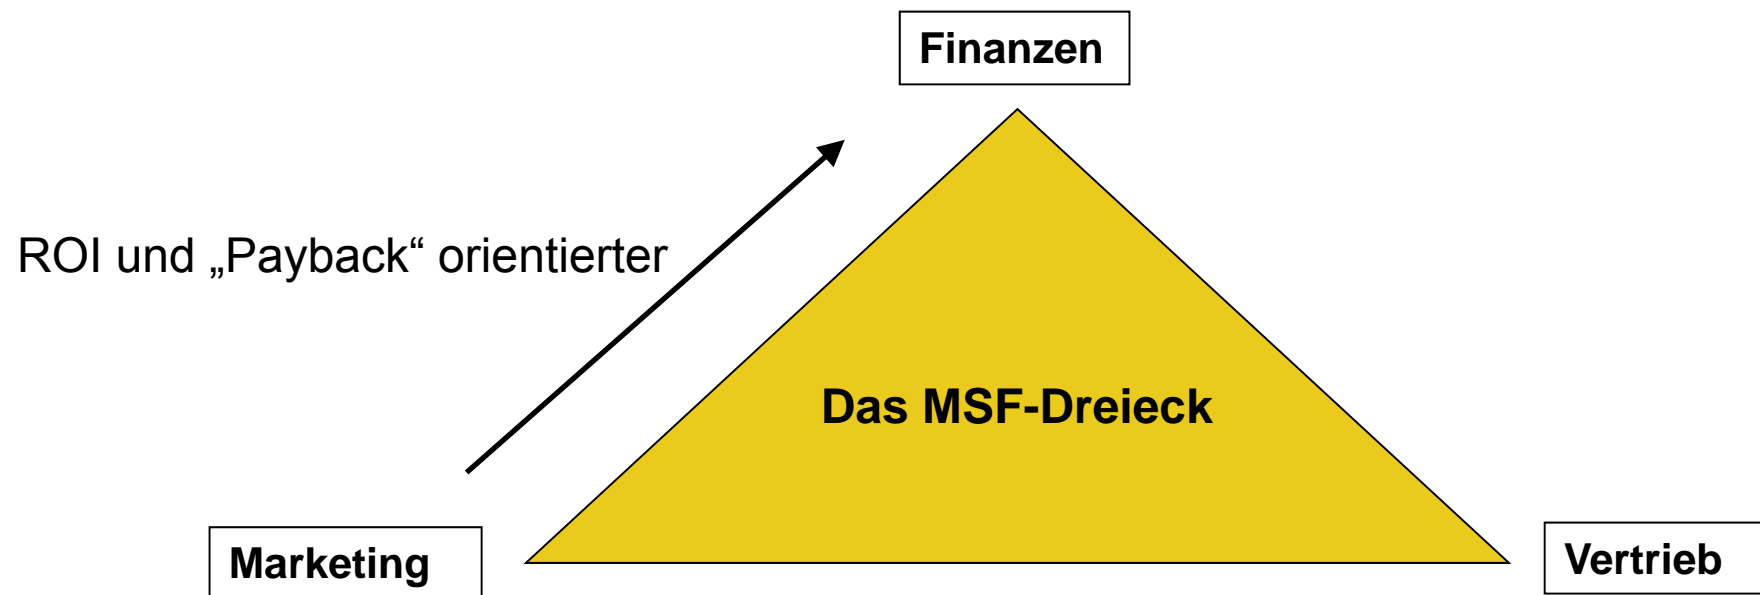 Finanzen
ROI und „Payback“ orientierter
Das MSF-Dreieck
Marketing
Vertrieb